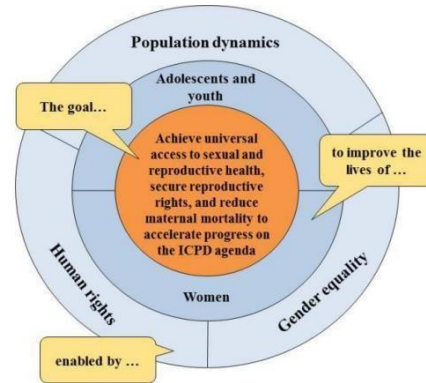 Population dynamics
Adolescents and
youth
The goal...
Achieve universal
access to sexual and
reproductive health,
secure reproductive
rights, and reduce
maternal mortality to
accelerate progress on
the ICPD agenda
to improve the
lives of ...
Women
Human rights
Gender equality
enabled by ...